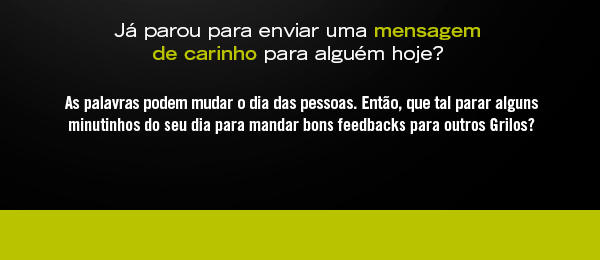 Já parou para enviar uma mensagem
de carinho para alguém hoje?
As palavras podem mudar o dia das pessoas. Então, que tal parar alguns
minutinhos do seu dia para mandar bons feedbacks para outros Grilos?